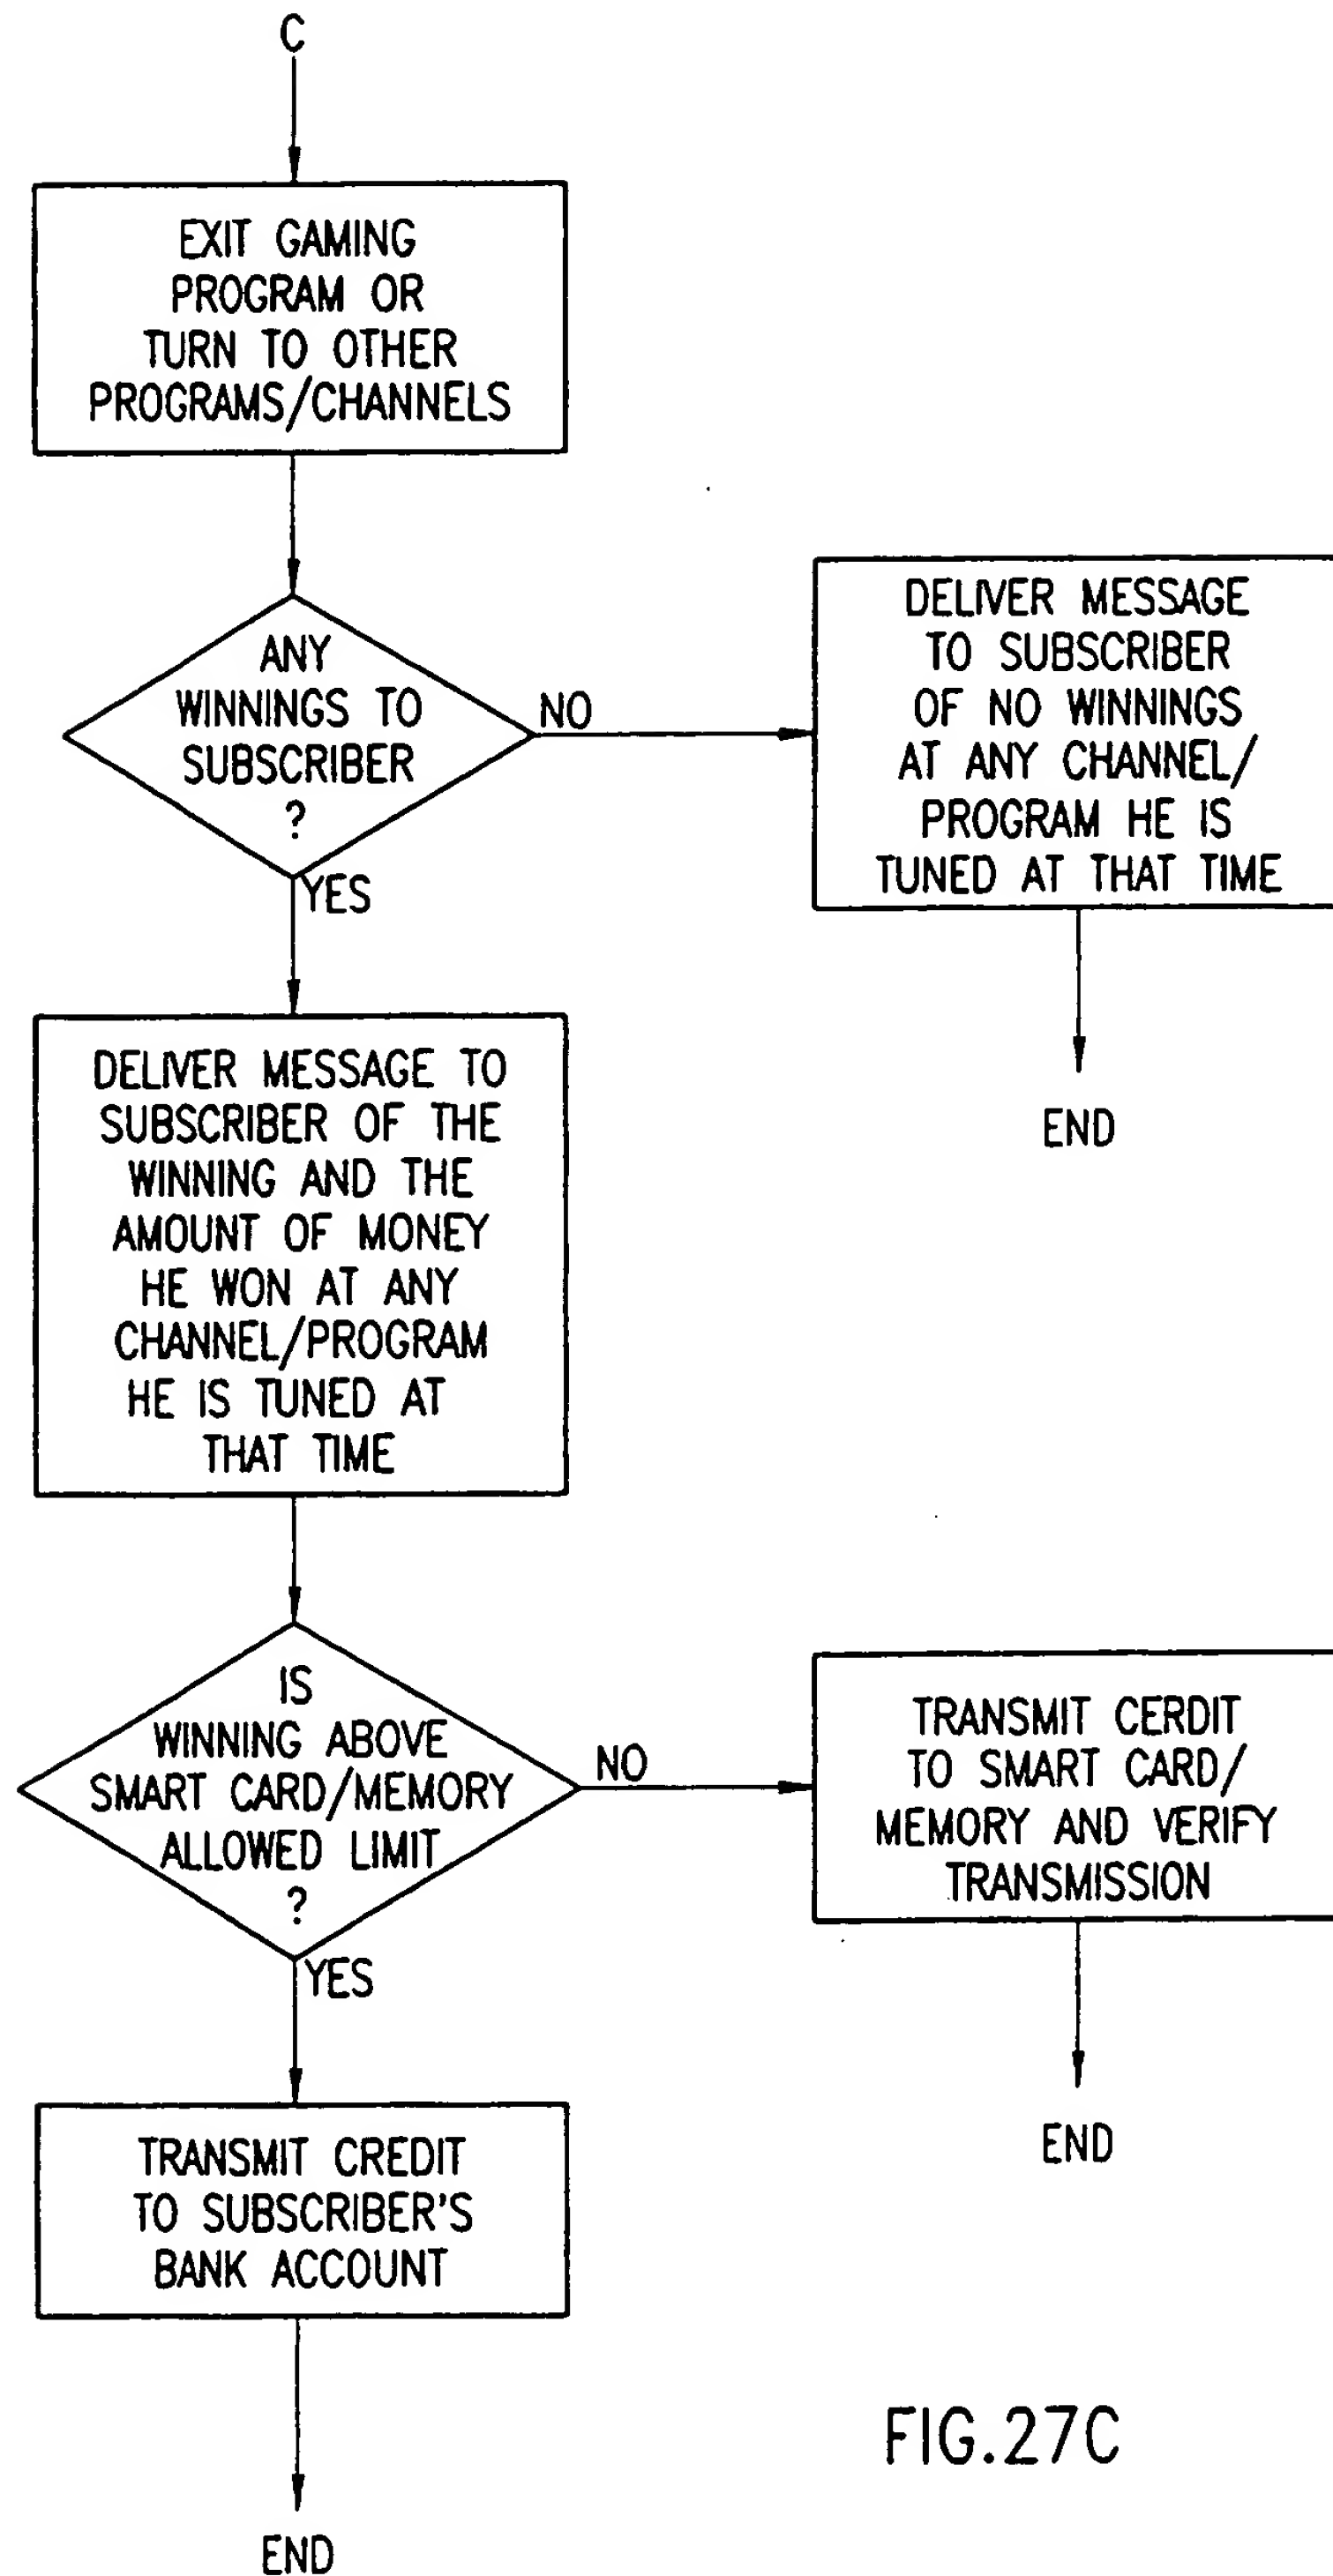 C
EXIT GAMING
PROGRAM OR
TURN TO OTHER
PROGRAMS/CHANNELS
ANY
WINNINGS TO
SUBSCRIBER
?
NO
DELIVER MESSAGE
TO SUBSCRIBER
OF NO WINNINGS
AT ANY CHANNEL/
PROGRAM HE IS
TUNED AT THAT TIME
END
YES
DELIVER MESSAGE TO
SUBSCRIBER OF THE
WINNING AND THE
AMOUNT OF MONEY
HE WON AT ANY
CHANNEL/PROGRAM
HE IS TUNED AT
THAT TIME
IS
WINNING ABOVE
SMART CARD/MEMORY
ALLOWED LIMIT
?
NO
TRANSMIT CERDIT
TO SMART CARD/
MEMORY AND VERIFY
TRANSMISSION
END
YES
TRANSMIT CREDIT
TO SUBSCRIBER'S
BANK ACCOUNT
END
FIG.27C